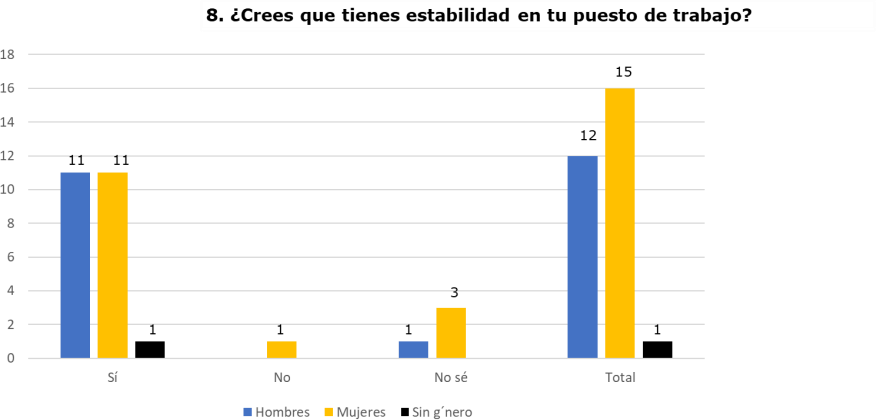 8. ¿Crees que tienes estabilidad en tu puesto de trabajo?
18
16
14
12
10
8
6
4
2
0
11 11 1
1
1 3
12 15 1
Sí No No sé Total
Hombres Mujeres Sin g´nero